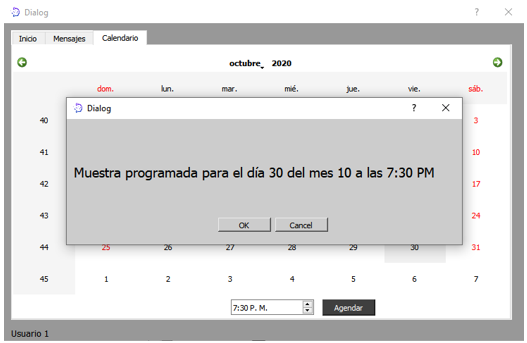 Dialog ? ×
Inicio Mensajes Calendario
octubre, 2020
dom. lun. mar. mié. jue. vie. sáb.
Dialog ? ×
40 3
41 10
Muestra programada para el día 30 del mes 10 a las 7:30 PM
42 17
43 24
OK Cancel
44 25 26 27 28 29 30 31
45 1 2 3 4 5 6 7
7:30 P. M. Agendar
Usuario 1